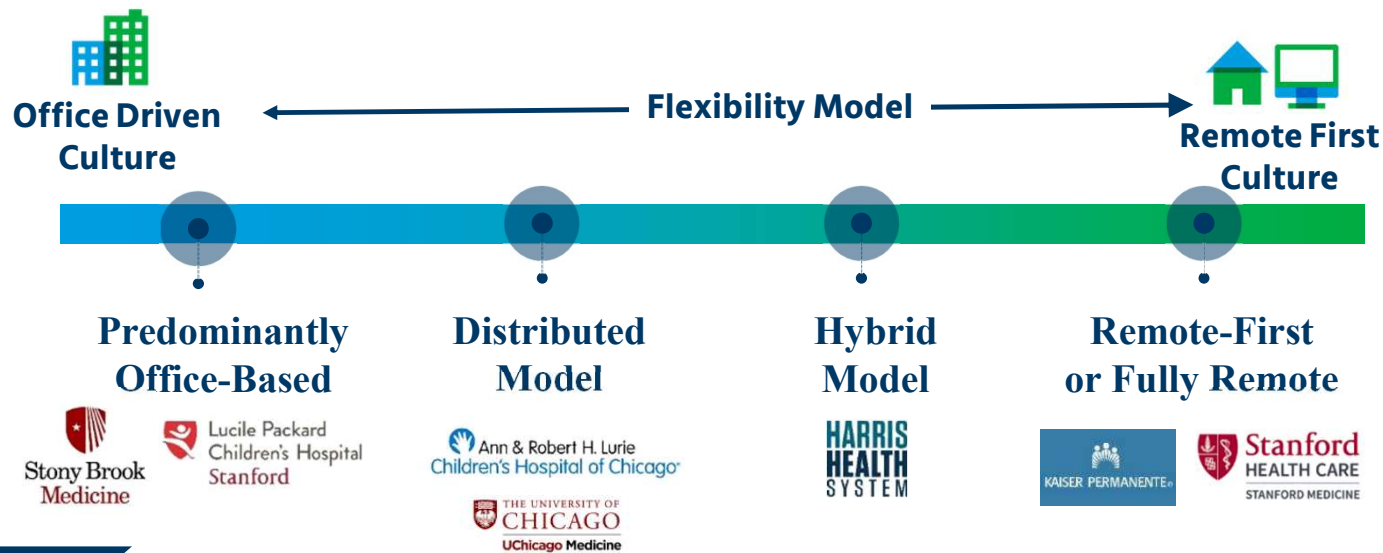 Office Driven
Culture
Flexibility Model
Remote First
Culture
Predominantly
Office-Based
Distributed
Model
Hybrid
Model
Remote-First
or Fully Remote
Stony Brook
Medicine
Lucile Packard
Children's Hospital
Stanford
Ann & Robert H. Lurie
Children's Hospital of Chicago
THE UNIVERSITY OF
CHICAGO
UChicago Medicine
HARRIS
HEALTH
SYSTEM
KAISER PERMANENTE®
Stanford
HEALTH CARE
STANFORD MEDICINE